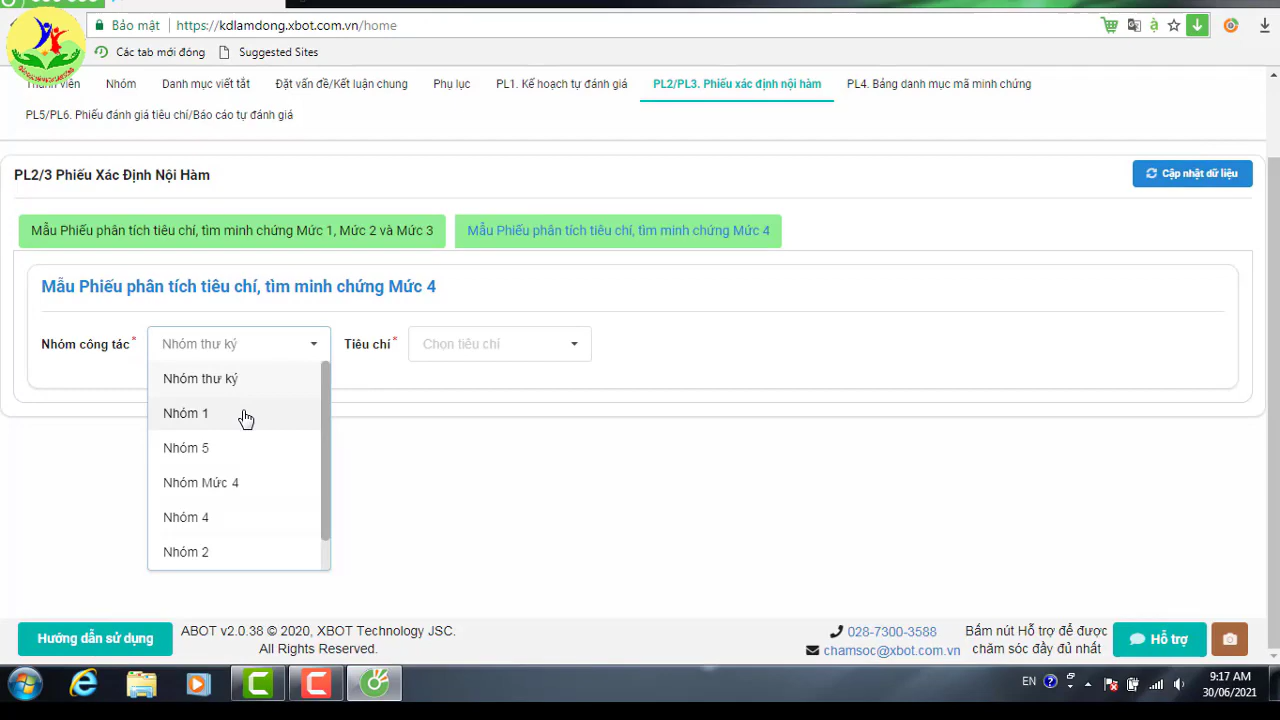 Bảo mật https://kdlamdong.xbot.com.vn/home
Các tab mới đóng Suggested Sites
Thành viên Nhóm Danh mục viết tắt Đặt vấn đề/Kết luận chung Phụ lục PL1. Kế hoạch tự đánh giá PL2/PL3. Phiếu xác định nội hàm PL4. Bảng danh mục mã minh chứng
PL5/PL6. Phiếu đánh giá tiêu chí/Báo cáo tự đánh giá
PL2/3 Phiếu Xác Định Nội Hàm Cập nhật dữ liệu
Mẫu Phiếu phân tích tiêu chí, tìm minh chứng Mức 1, Mức 2 và Mức 3 Mẫu Phiếu phân tích tiêu chí, tìm minh chứng Mức 4
Mẫu Phiếu phân tích tiêu chí, tìm minh chứng Mức 4
Nhóm công tác* Nhóm thư ký Tiêu chí* Chọn tiêu chí
Nhóm thư ký
Nhóm 1
Nhóm 5
Nhóm Mức 4
Nhóm 4
Nhóm 2
Hướng dẫn sử dụng
ABOT v2.0.38 © 2020, XBOT Technology JSC.
All Rights Reserved.
028-7300-3588
chamsoc@xbot.com.vn
Bấm nút Hỗ trợ để được
chăm sóc đầy đủ nhất
Hỗ trợ
EN 9:17 AM
30/06/2021